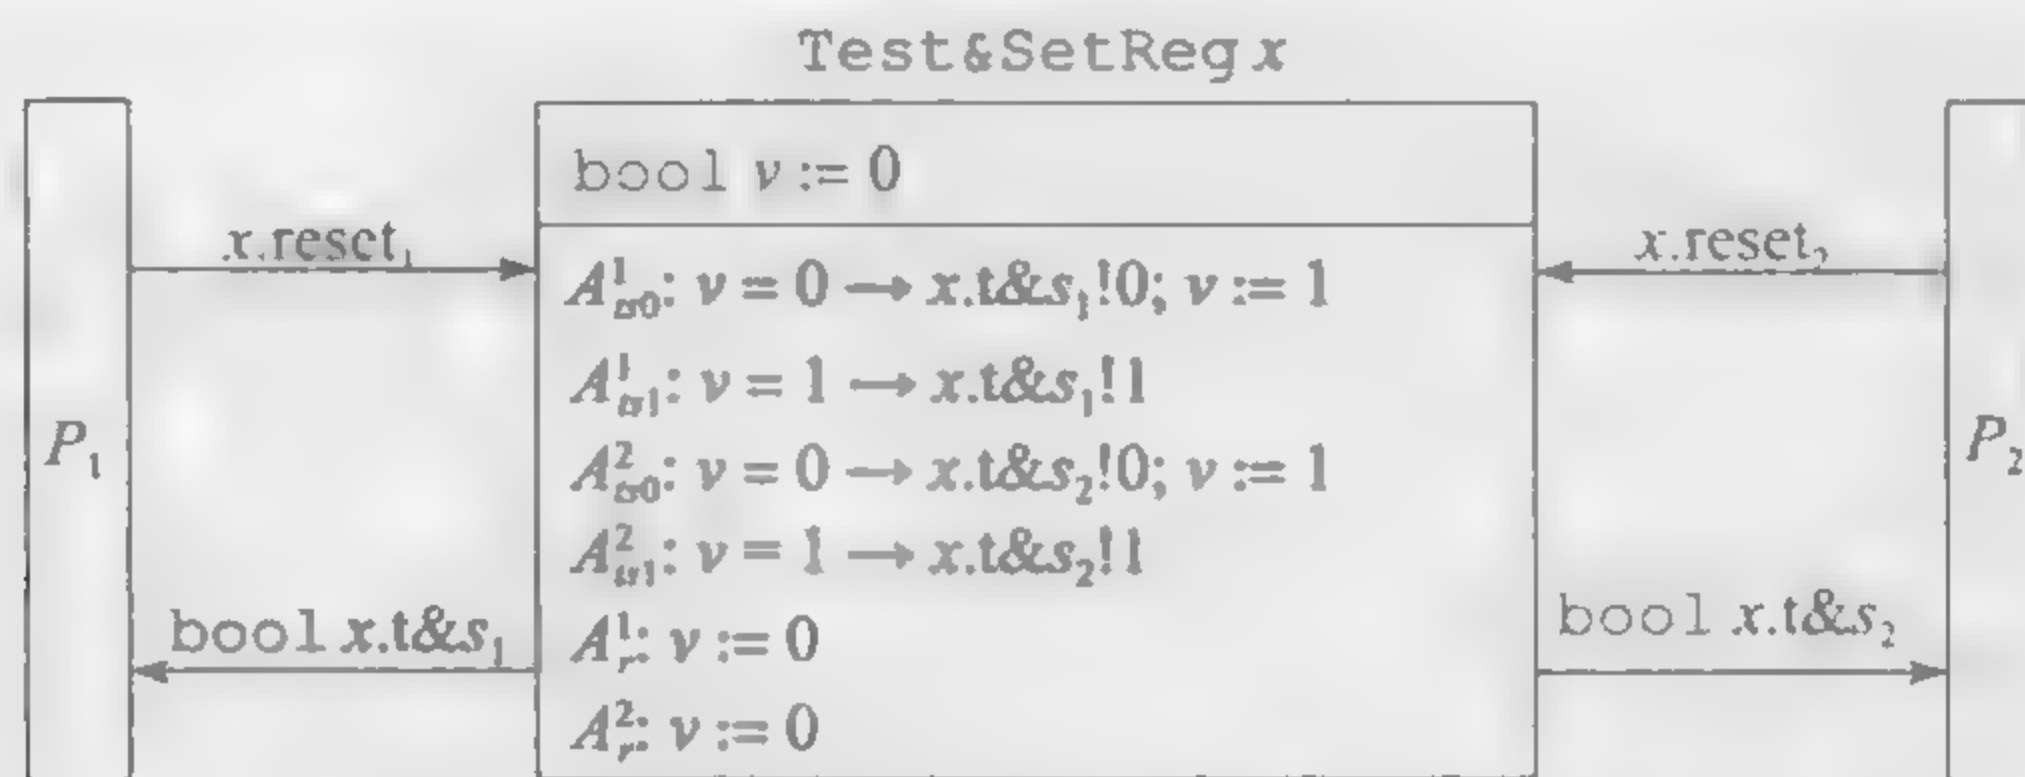 Test&SetReg x
bool v := 0
x.reset₁
x.reset₂
A¹ₜₛ₀: v = 0 → x.t&s₁!0; v := 1
A¹ₜₛ₁: v = 1 → x.t&s₁!1
P₁
A²ₜₛ₀: v = 0 → x.t&s₂!0; v := 1
P₂
A²ₜₛ₁: v = 1 → x.t&s₂!1
bool x.t&s₁
A¹ᵣ: v := 0
bool x.t&s₂
A²ᵣ: v := 0